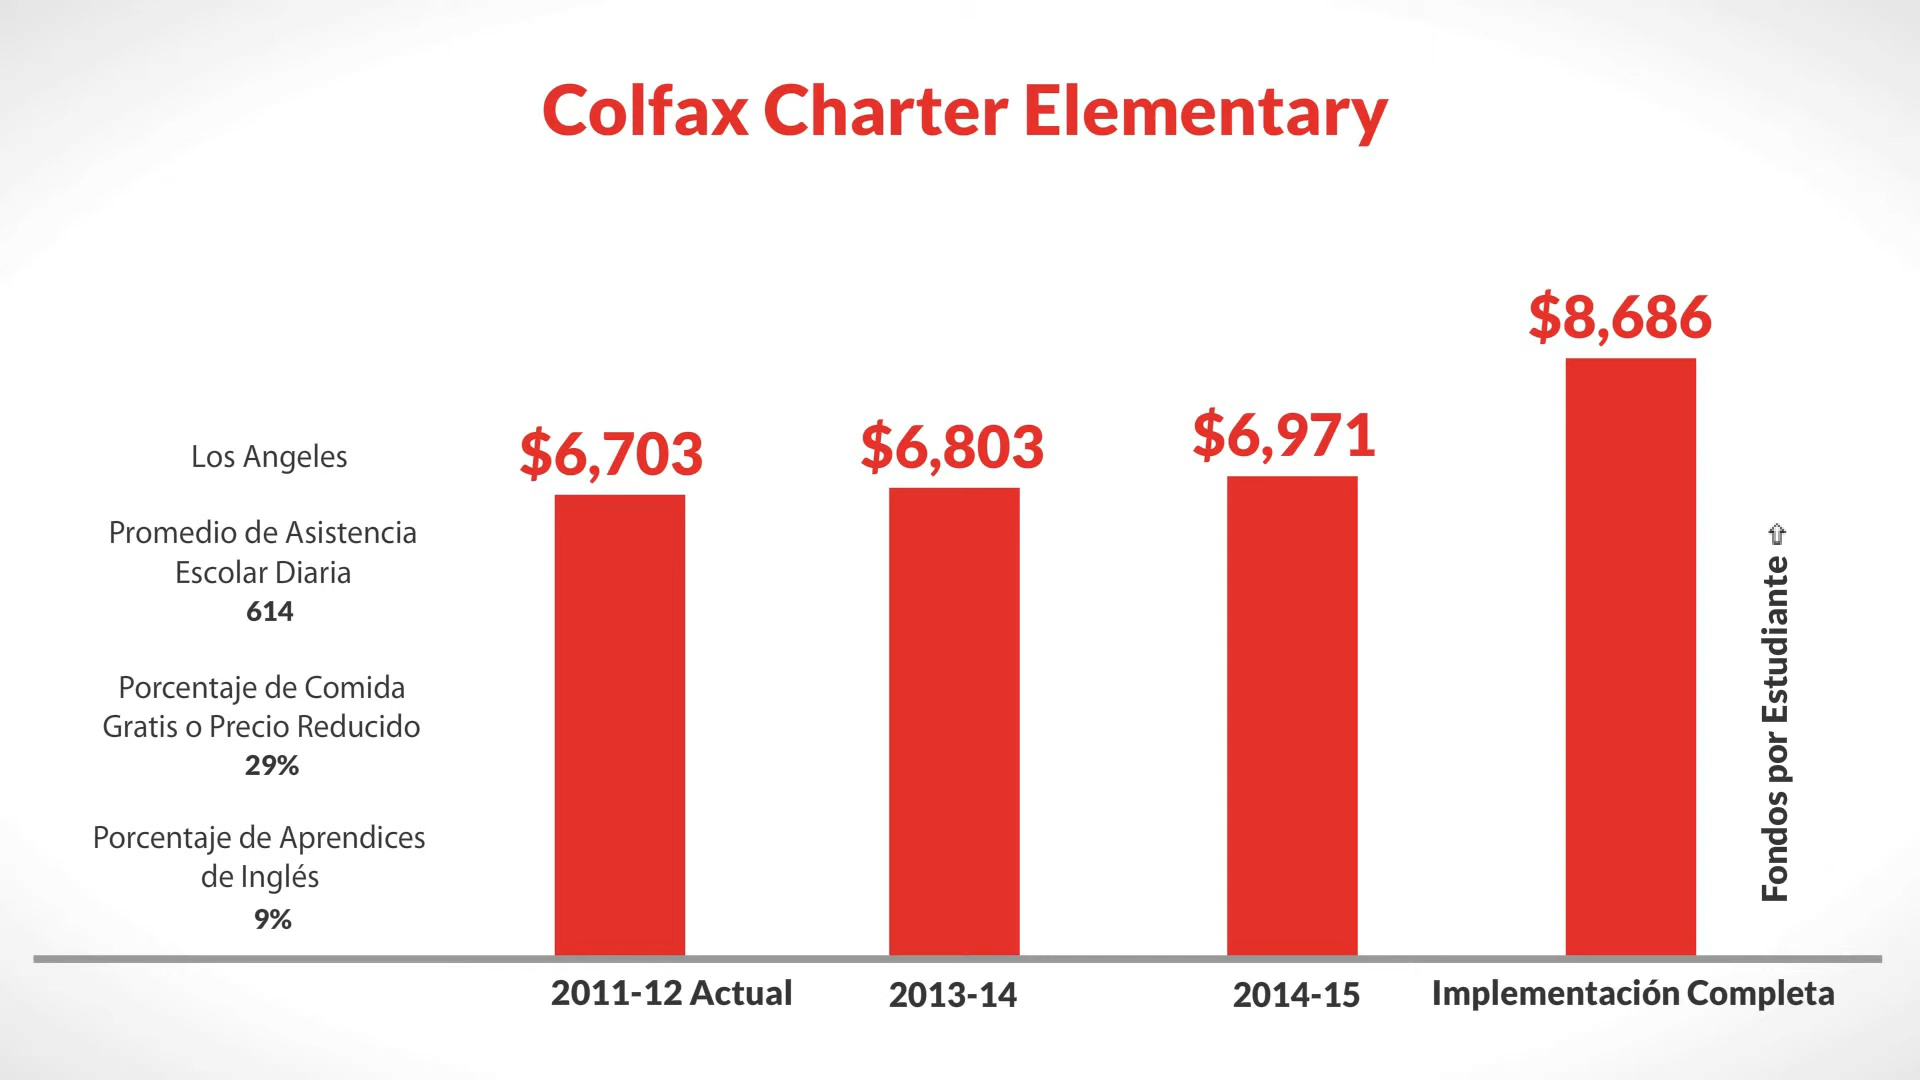 Colfax Charter Elementary
Los Angeles
Promedio de Asistencia
Escolar Diaria
614
Porcentaje de Comida
Gratis o Precio Reducido
29%
Porcentaje de Aprendices
de Inglés
9%
$6,703
$6,803
$6,971
$8,686
Fondos por Estudiante ⇧
2011-12 Actual
2013-14
2014-15
Implementación Completa